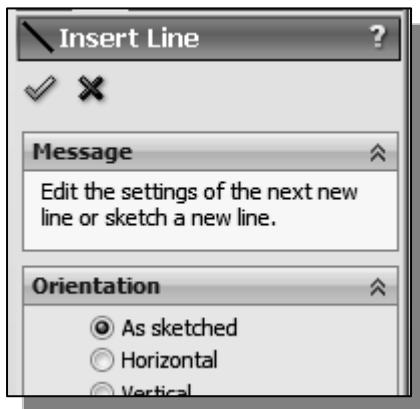 Insert Line ?
Message
Edit the settings of the next new
line or sketch a new line.
Orientation
As sketched
Horizontal
Vertical